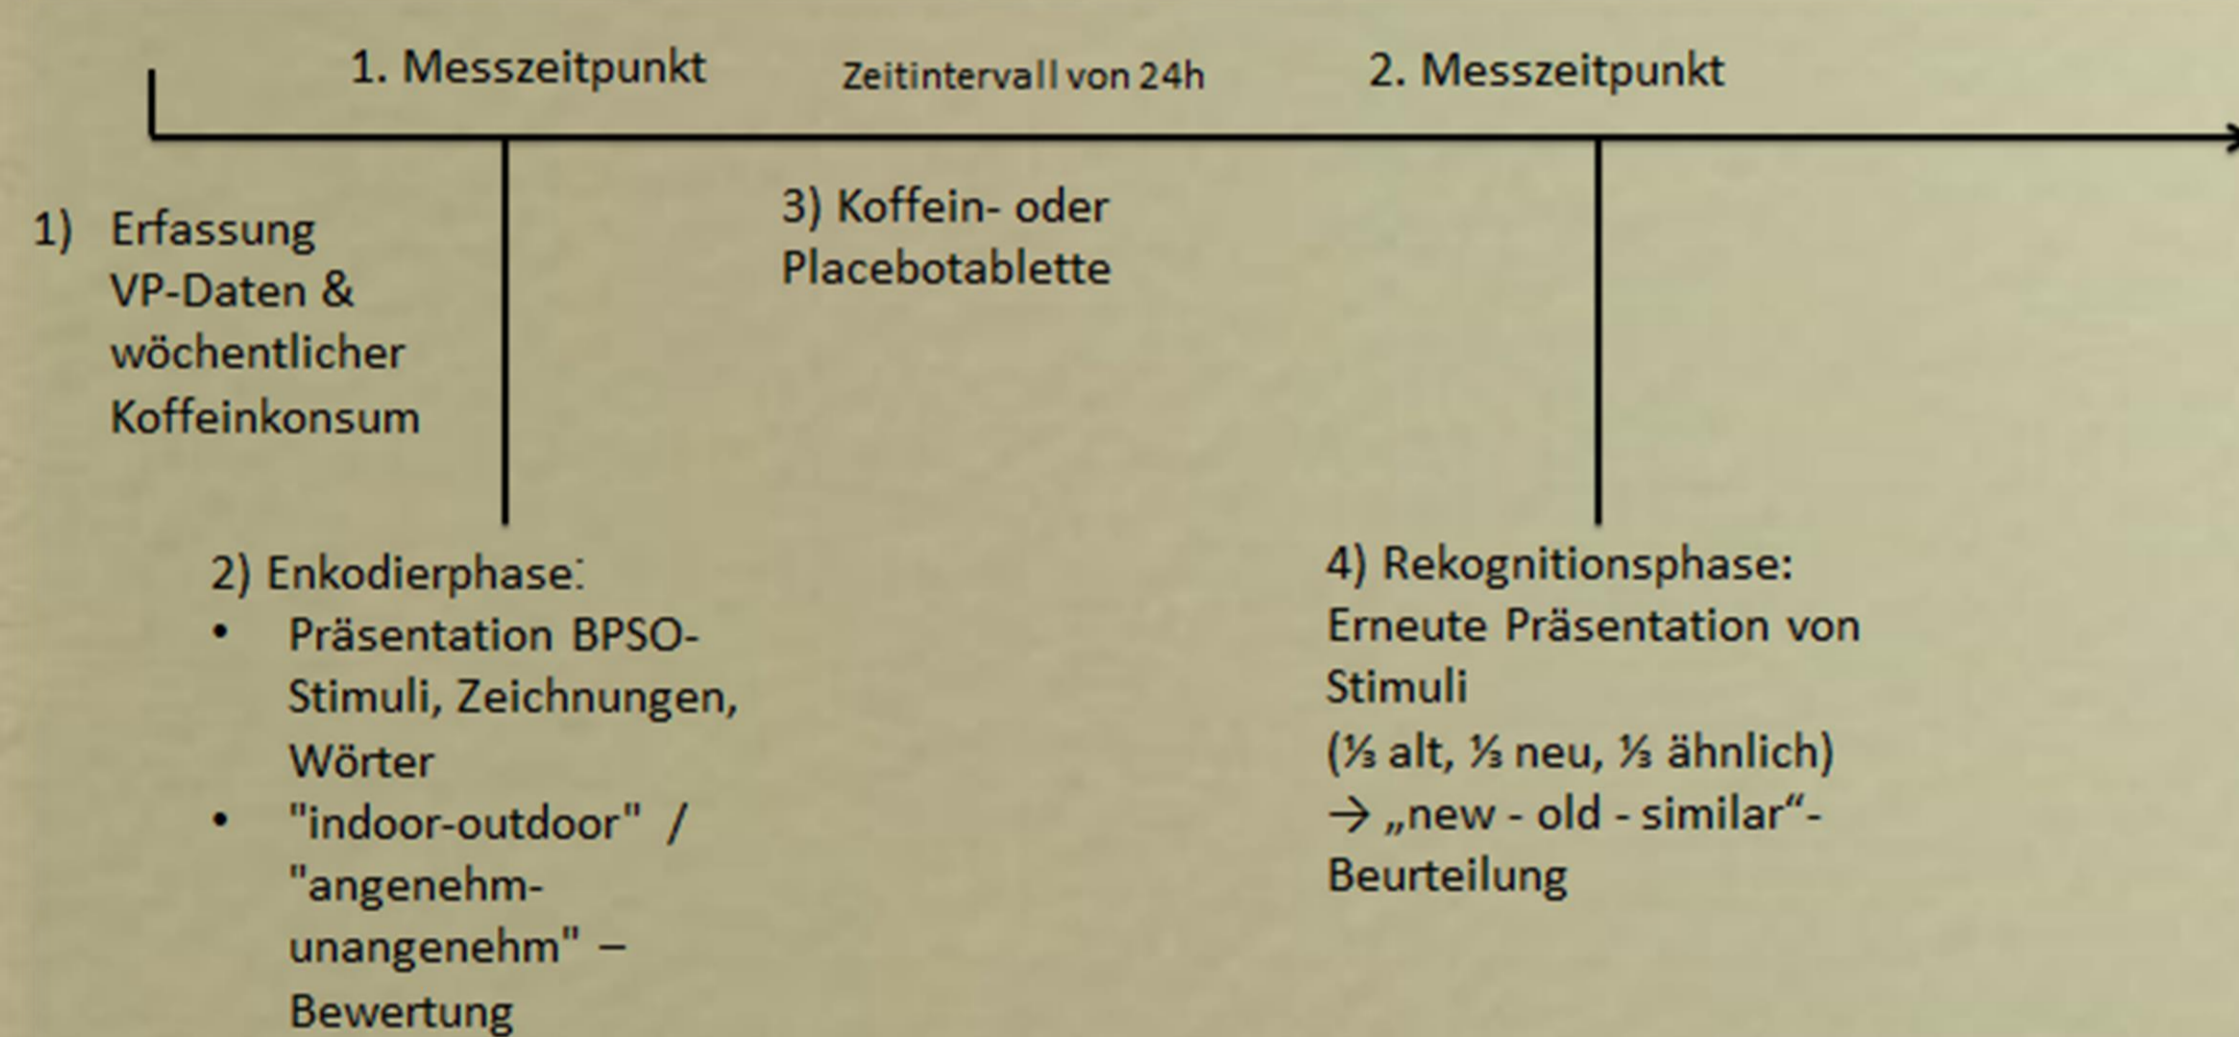 1. Messzeitpunkt
Zeitintervall von 24h
2. Messzeitpunkt
1) Erfassung
VP-Daten &
wöchentlicher
Koffeinkonsum
3) Koffein- oder
Placebotablette
2) Enkodierphase:
• Präsentation BPSO-
Stimuli, Zeichnungen,
Wörter
• "indoor-outdoor" /
"angenehm-
unangenehm" –
Bewertung
4) Rekognitionsphase:
Erneute Präsentation von
Stimuli
(⅓ alt, ⅓ neu, ⅓ ähnlich)
→ „new - old - similar“-
Beurteilung